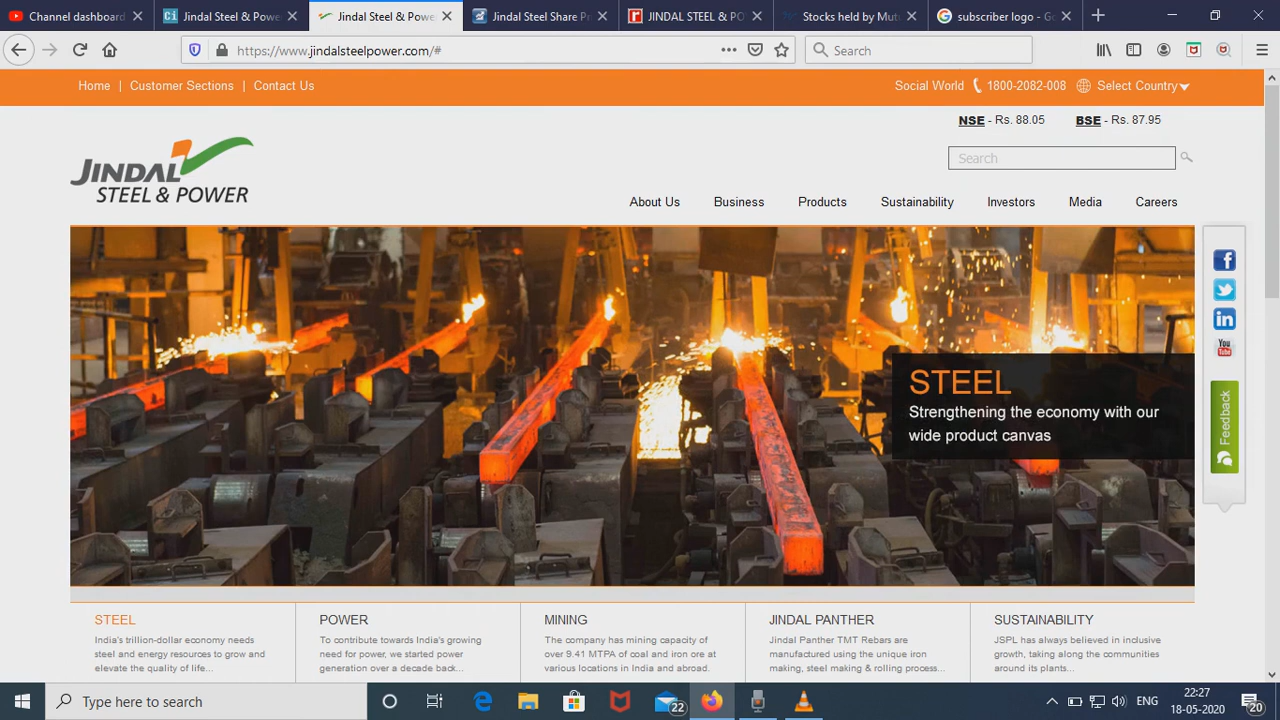 Channel dashboard
Jindal Steel & Powe
Jindal Steel & Powe
Jindal Steel Share Pr
JINDAL STEEL & PO
Stocks held by Mut
subscriber logo - Go
https://www.jindalsteelpower.com/#
Search
Home | Customer Sections | Contact Us
Social World 1800-2082-008 Select Country
NSE - Rs. 88.05 BSE - Rs. 87.95
JINDAL
STEEL & POWER
Search
About Us Business Products Sustainability Investors Media Careers
STEEL
Strengthening the economy with our
wide product canvas
You
Tube
Feedback
STEEL
India's trillion-dollar economy needs
steel and energy resources to grow and
elevate the quality of life...
POWER
To contribute towards India's growing
need for power, we started power
generation over a decade back...
MINING
The company has mining capacity of
over 9.41 MTPA of coal and iron ore at
various locations in India and abroad.
JINDAL PANTHER
Jindal Panther TMT Rebars are
manufactured using the unique iron
making, steel making & rolling process...
SUSTAINABILITY
JSPL has always believed in inclusive
growth, taking along the communities
around its plants...
Type here to search
22
ENG
22:27
18-05-2020
20